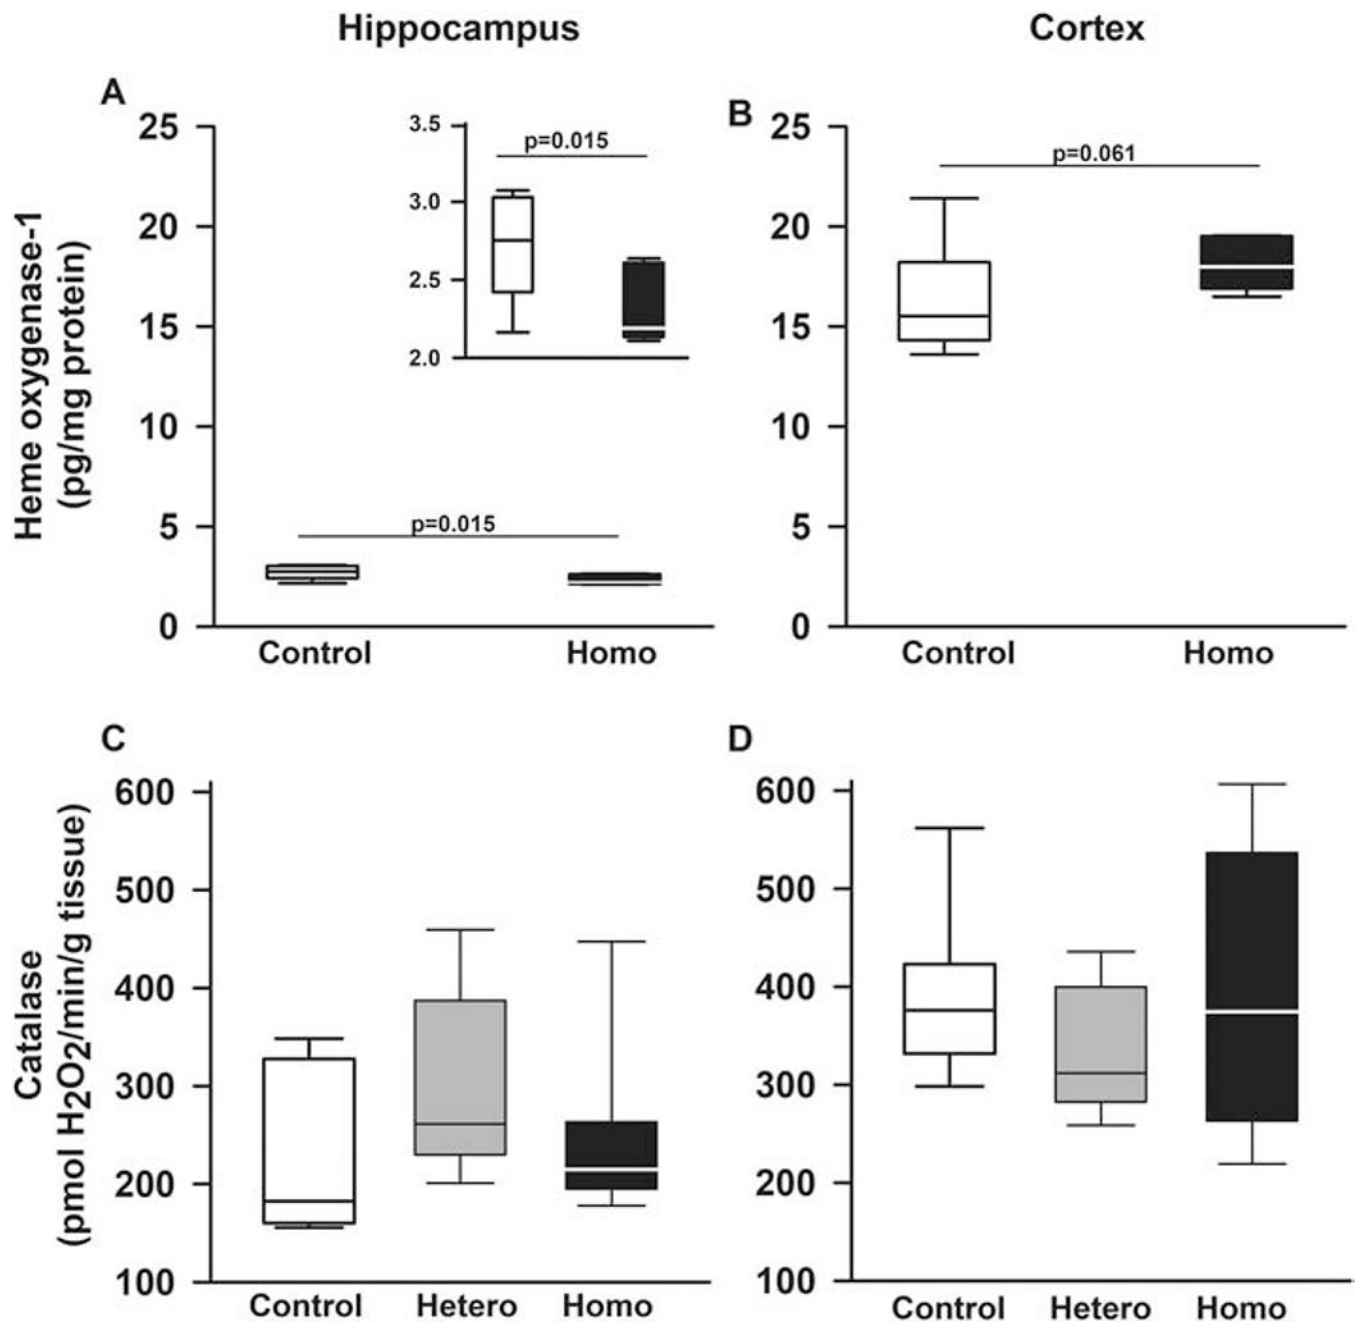 Hippocampus
Cortex
A
25
20
15
10
5
0
Heme oxygenase-1
(pg/mg protein)
3.5
3.0
2.5
2.0
p=0.015
p=0.015
Control
Homo
B
25
20
15
10
5
0
p=0.061
Control
Homo
C
600
500
400
300
200
100
Catalase
(pmol H2O2/min/g tissue)
Control
Hetero
Homo
D
600
500
400
300
200
100
Control
Hetero
Homo